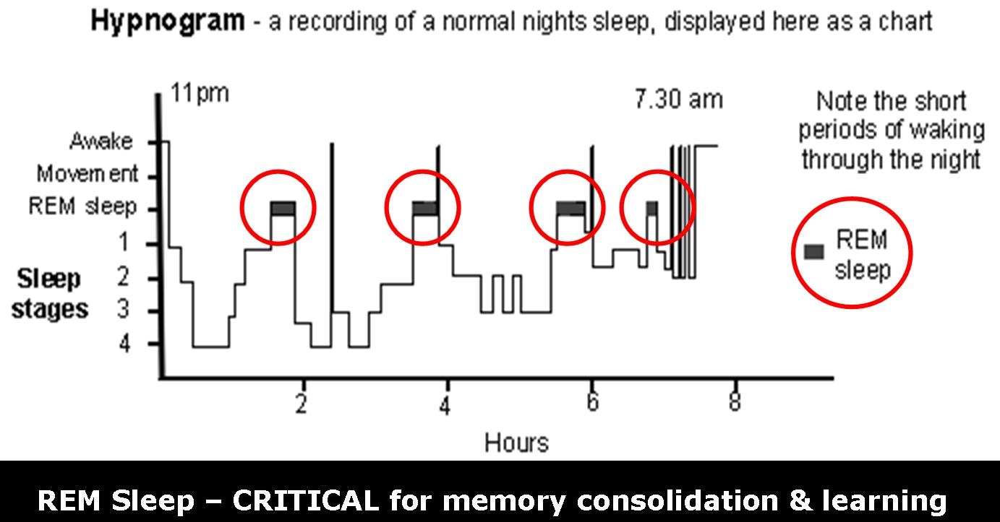 Hypnogram - a recording of a normal nights sleep, displayed here as a chart
11pm
7.30 am
Note the short
periods of waking
through the night
Awake
Movement
REM sleep
1
Sleep
stages
2
3
4
REM
sleep
2
4
6
8
Hours
REM Sleep – CRITICAL for memory consolidation & learning